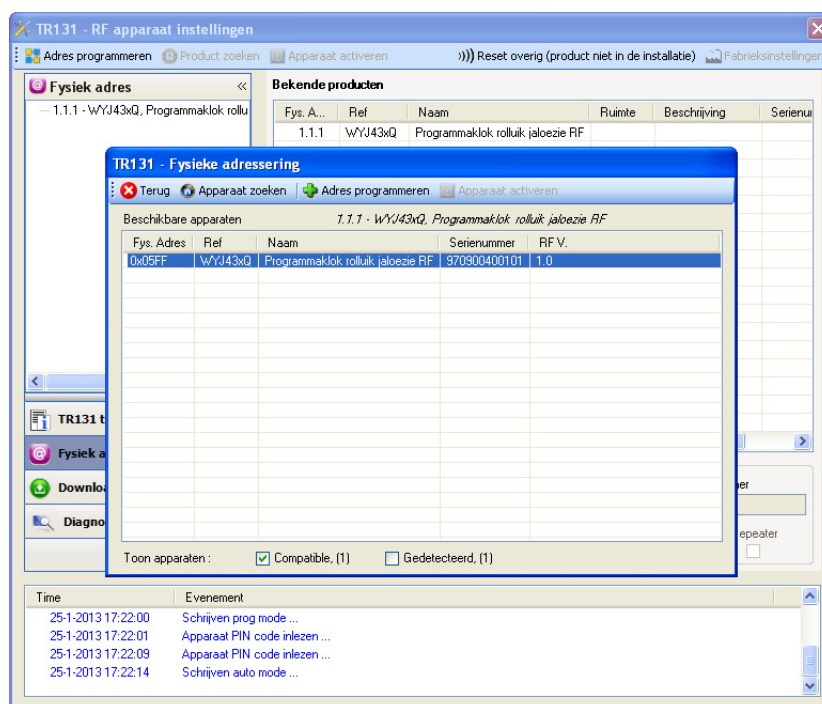 TR131 - RF apparaat instellingen
Adres programmeren Product zoeken Apparaat activeren Reset overig (product niet in de installatie) Fabrieksinstellingen
Fysiek adres «
1.1.1 - WYJ43xQ, Programmaklok rollu
Bekende producten
Fys. A... Ref Naam Ruimte Beschrijving
1.1.1 WYJ43xQ Programmaklok rolluik jaloezie RF
TR131 - Fysieke adressering
Terug Apparaat zoeken Adres programmeren Apparaat activeren
Beschikbare apparaten 1.1.1 - WYJ43xQ, Programmaklok rolluik jaloezie RF
Fys. Adres Ref Naam Serienummer RF V.
0x05FF WYJ43xQ Programmaklok rolluik jaloezie RF 970900400101 1.0
TR131 t
Fysiek a
Downloa
Diagno
epeater
Toon apparaten : Compatible, (1) Gedetecteerd, (1)
Time Evenement
25-1-2013 17:22:00 Schrijven prog mode ...
25-1-2013 17:22:01 Apparaat PIN code inlezen ...
25-1-2013 17:22:09 Apparaat PIN code inlezen ...
25-1-2013 17:22:14 Schrijven auto mode ...